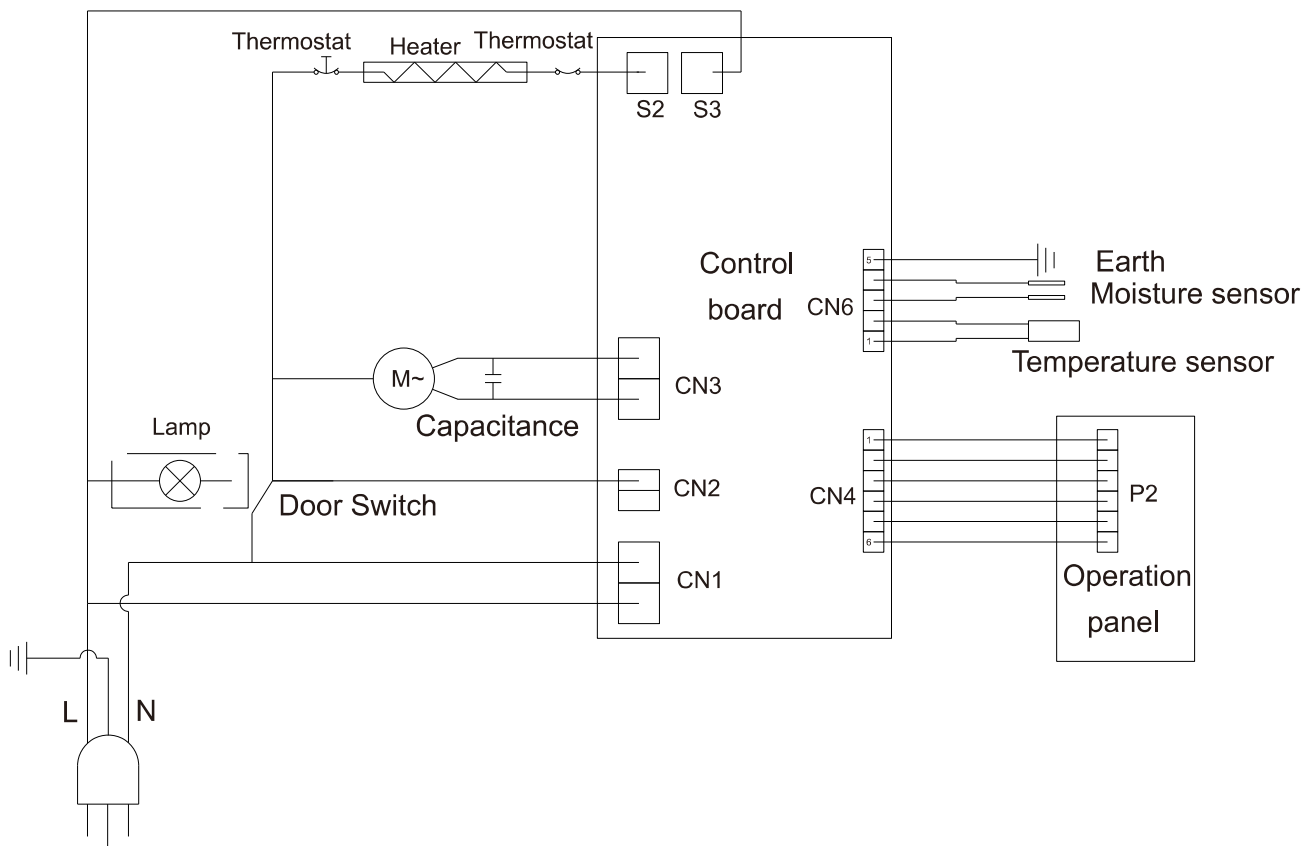 Thermostat
Heater
Thermostat
S2
S3
Control
board
5
CN6
1
Earth
Moisture sensor
Temperature sensor
M~
CN3
Capacitance
Lamp
Door Switch
CN2
1
CN4
6
P2
Operation
panel
CN1
L
N